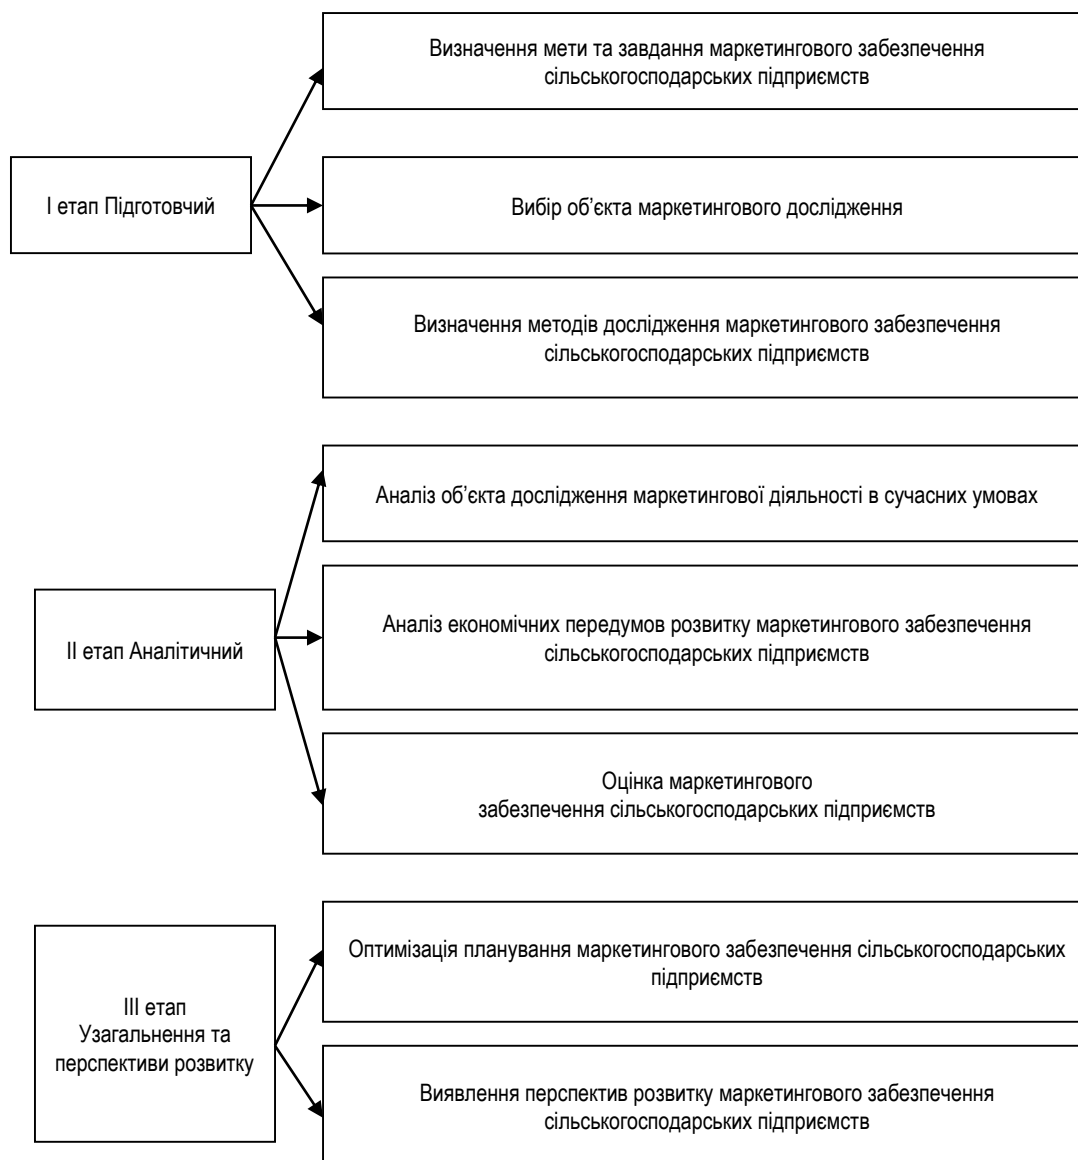 Визначення мети та завдання маркетингового забезпечення
сільськогосподарських підприємств
І етап Підготовчий
Вибір об’єкта маркетингового дослідження
Визначення методів дослідження маркетингового забезпечення
сільськогосподарських підприємств
Аналіз об’єкта дослідження маркетингової діяльності в сучасних умовах
ІІ етап Аналітичний
Аналіз економічних передумов розвитку маркетингового забезпечення
сільськогосподарських підприємств
Оцінка маркетингового
забезпечення сільськогосподарських підприємств
ІІІ етап
Узагальнення та
перспективи розвитку
Оптимізація планування маркетингового забезпечення сільськогосподарських
підприємств
Виявлення перспектив розвитку маркетингового забезпечення
сільськогосподарських підприємств